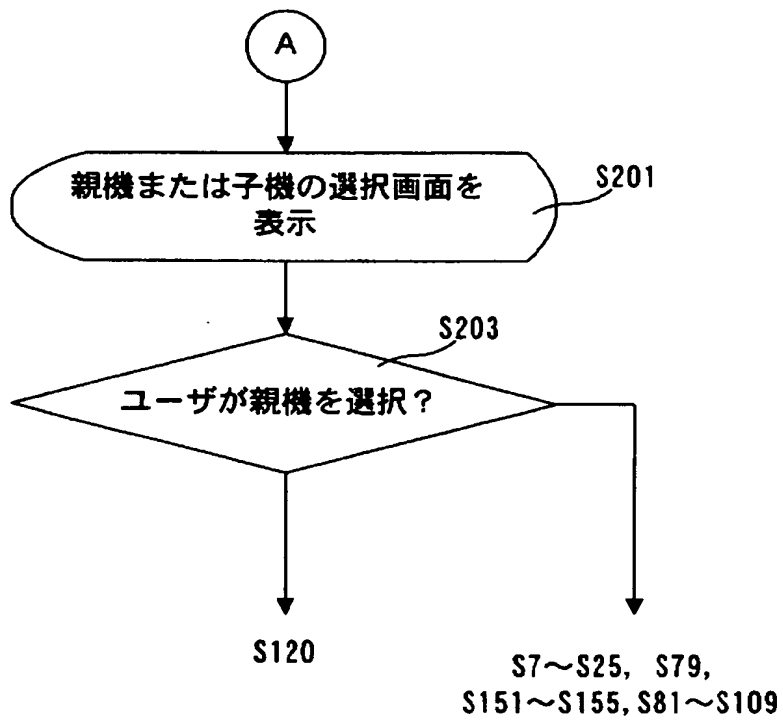 A
親機または子機の選択画面を
表示
S201
S203
ユーザが親機を選択？
S120
S7～S25, S79,
S151～S155, S81～S109